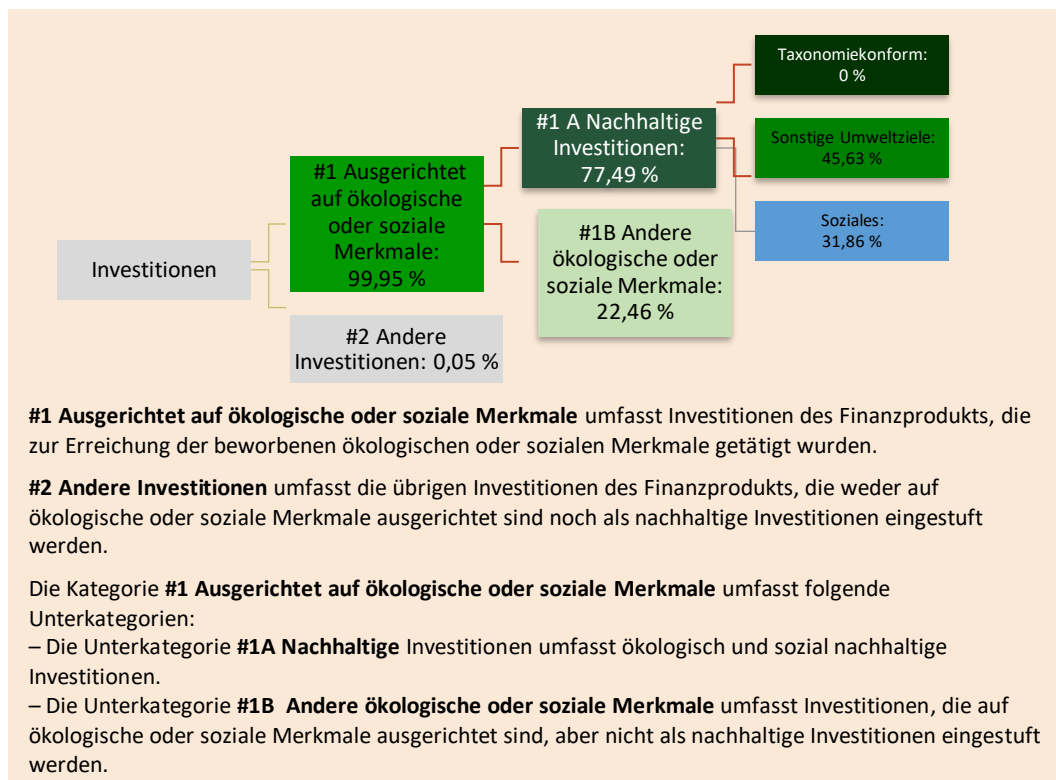 Investitionen
#1 Ausgerichtet
auf ökologische
oder soziale
Merkmale:
99,95 %
#2 Andere
Investitionen: 0,05 %
#1 A Nachhaltige
Investitionen:
77,49 %
#1B Andere
ökologische oder
soziale Merkmale:
22,46 %
Taxonomiekonform:
0 %
Sonstige Umweltziele:
45,63 %
Soziales:
31,86 %
#1 Ausgerichtet auf ökologische oder soziale Merkmale umfasst Investitionen des Finanzprodukts, die
zur Erreichung der beworbenen ökologischen oder sozialen Merkmale getätigt wurden.
#2 Andere Investitionen umfasst die übrigen Investitionen des Finanzprodukts, die weder auf
ökologische oder soziale Merkmale ausgerichtet sind noch als nachhaltige Investitionen eingestuft
werden.
Die Kategorie #1 Ausgerichtet auf ökologische oder soziale Merkmale umfasst folgende
Unterkategorien:
– Die Unterkategorie #1A Nachhaltige Investitionen umfasst ökologisch und sozial nachhaltige
Investitionen.
– Die Unterkategorie #1B Andere ökologische oder soziale Merkmale umfasst Investitionen, die auf
ökologische oder soziale Merkmale ausgerichtet sind, aber nicht als nachhaltige Investitionen eingestuft
werden.